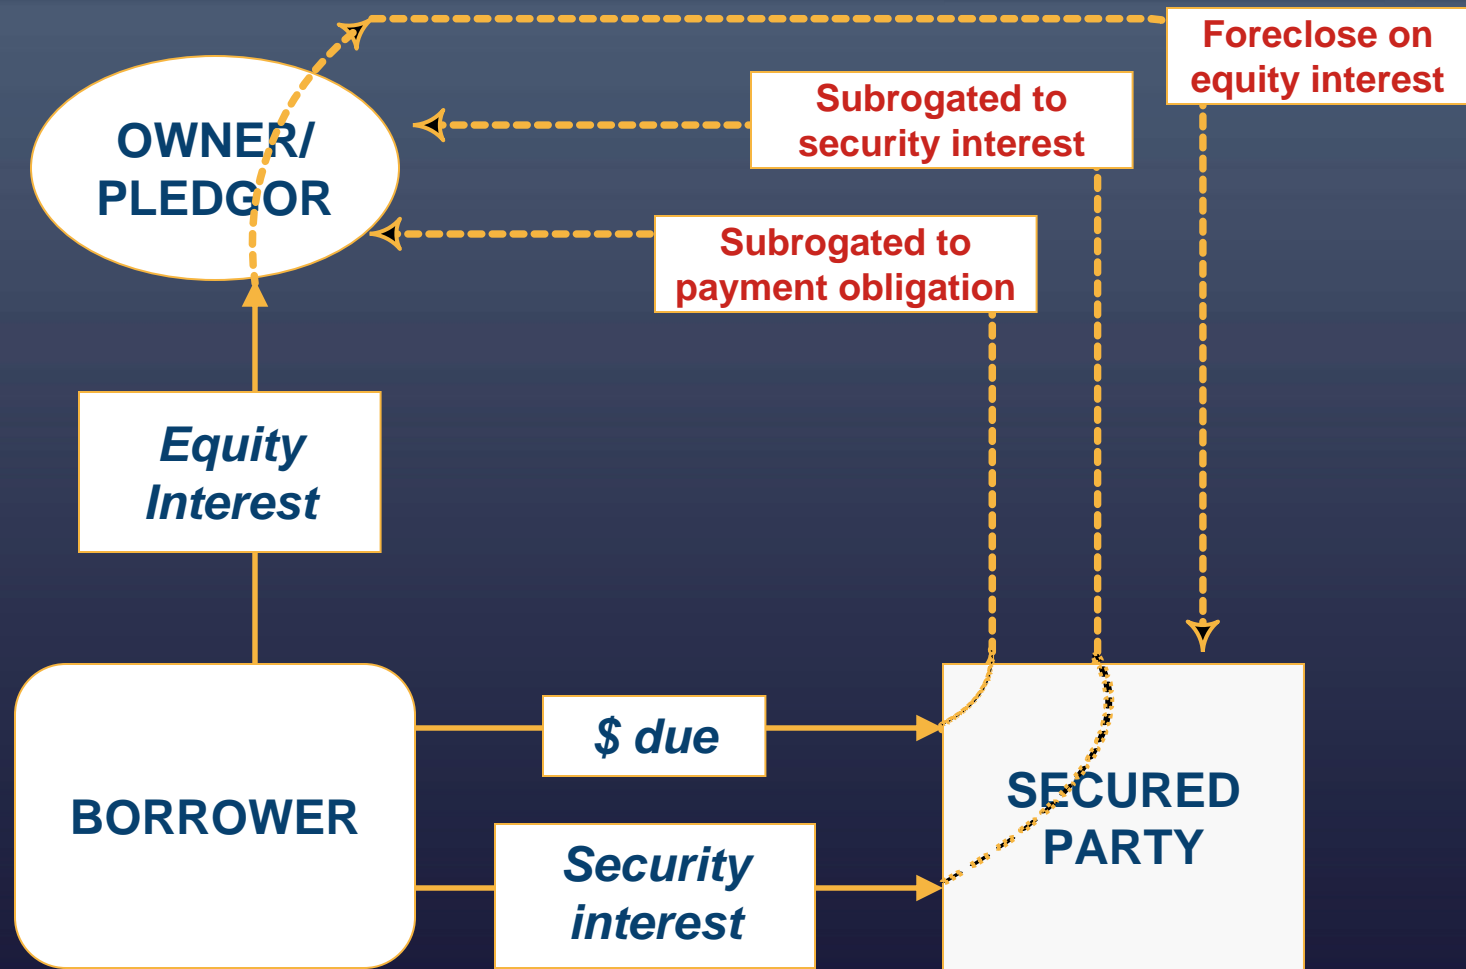 Foreclose on
equity interest
Subrogated to
security interest
OWNER/
PLEDGOR
Subrogated to
payment obligation
Equity
Interest
$ due
BORROWER
SECURED
PARTY
Security
interest